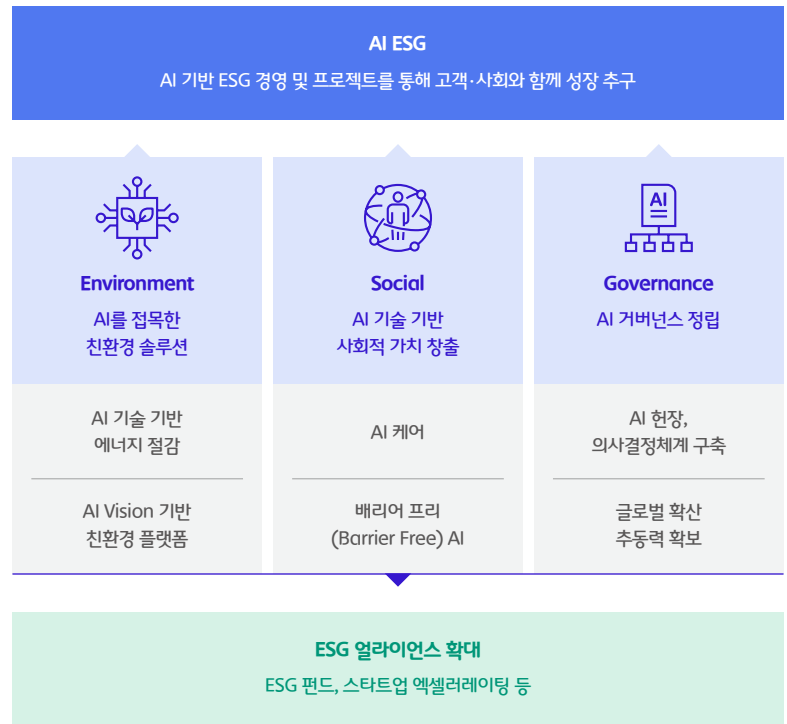 AI ESG
AI 기반 ESG 경영 및 프로젝트를 통해 고객·사회와 함께 성장 추구
Environment
AI를 접목한
친환경 솔루션
AI 기술 기반
에너지 절감
AI Vision 기반
친환경 플랫폼
Social
AI 기술 기반
사회적 가치 창출
AI 케어
배리어 프리
(Barrier Free) AI
AI
Governance
AI 거버넌스 정립
AI 헌장,
의사결정체계 구축
글로벌 확산
추동력 확보
ESG 얼라이언스 확대
ESG 펀드, 스타트업 엑셀러레이팅 등